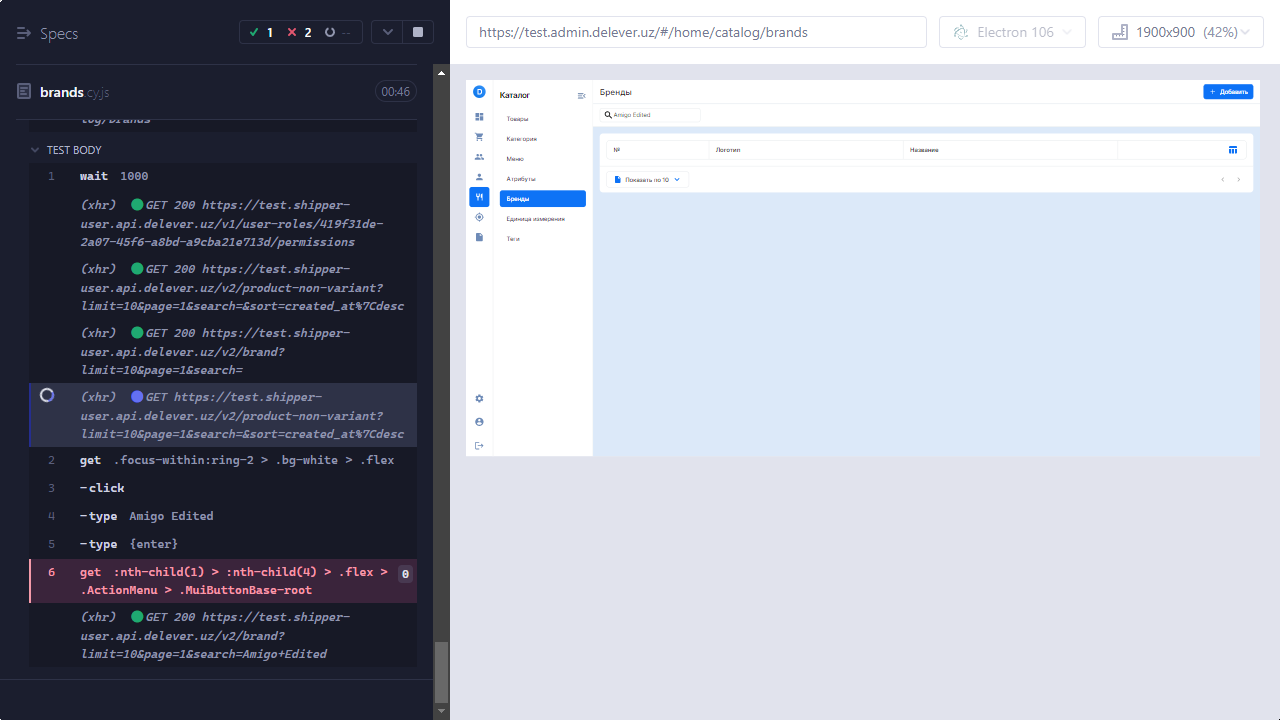 Specs
1
2
--
brands.cy.js
00:46
log/brands
TEST BODY
1 wait 1000
(xhr) GET 200 https://test.shipper-
user.api.delever.uz/v1/user-roles/419f31de-
2a07-45f6-a8bd-a9cba21e713d/permissions
(xhr) GET 200 https://test.shipper-
user.api.delever.uz/v2/product-non-variant?
limit=10&page=1&search=&sort=created_at%7Cdesc
(xhr) GET 200 https://test.shipper-
user.api.delever.uz/v2/brand?
limit=10&page=1&search=
(xhr) GET https://test.shipper-
user.api.delever.uz/v2/product-non-variant?
limit=10&page=1&search=&sort=created_at%7Cdesc
2 get .focus-within:ring-2 > .bg-white > .flex
3 -click
4 -type Amigo Edited
5 -type {enter}
6 get :nth-child(1) > :nth-child(4) > .flex > 0
.ActionMenu > .MuiButtonBase-root
(xhr) GET 200 https://test.shipper-
user.api.delever.uz/v2/brand?
limit=10&page=1&search=Amigo+Edited
https://test.admin.delever.uz/#/home/catalog/brands
Electron 106
1900x900 (42%)
D
Каталог
Товары
Категория
Меню
Атрибуты
Бренды
Единица измерения
Теги
Бренды
+ Добавить
Amigo Edited
№ Логотип Название
Показать по 10